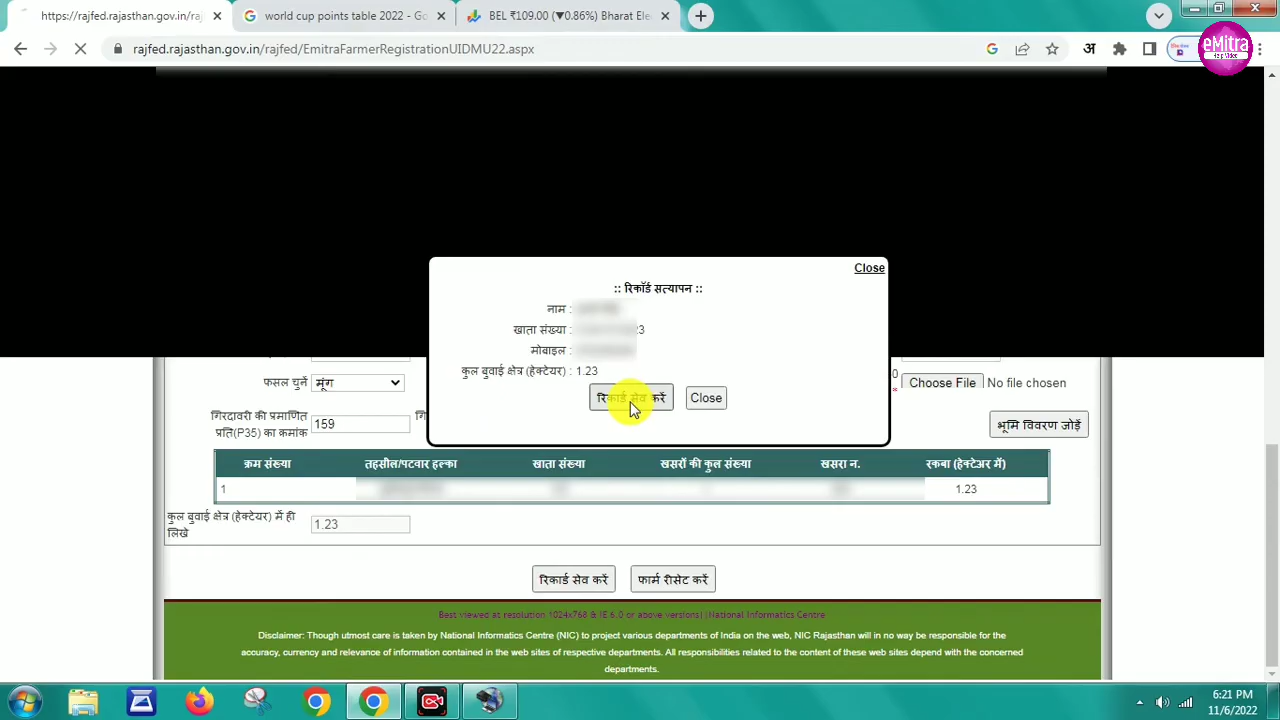 https://rajfed.rajasthan.gov.in/ra
world cup points table 2022 - Go
BEL ₹109.00 (▼0.86%) Bharat Ele
rajfed.rajasthan.gov.in/rajfed/EmitraFarmerRegistrationUIDMU22.aspx
अ
eMitra
Help Video
Close
:: रिकॉर्ड सत्यापन ::
नाम :
खाता संख्या : 23
मोबाइल :
कुल बुवाई क्षेत्र (हेक्टेयर) : 1.23
रिकार्ड सेव करें Close
फसल चुनें मूंग
0
* Choose File No file chosen
गिरदावरी की प्रमाणित
प्रति(P35) का क्रमांक 159
भूमि विवरण जोड़ें
क्रम संख्या तहसील/पटवार हल्का खाता संख्या खसरों की कुल संख्या खसरा न. रकबा (हेक्टेअर में)
1 1.23
कुल बुवाई क्षेत्र (हेक्टेयर) में ही
लिखे 1.23
रिकार्ड सेव करें फार्म रीसेट करें
Best viewed at resolution 1024x768 & IE 6.0 or above versions| |National Informatics Centre
Disclaimer: Though utmost care is taken by National Informatics Centre (NIC) to project various departments of India on the web, NIC Rajasthan will in no way be responsible for the
accuracy, currency and relevance of information contained in the web sites of respective departments. All responsibilities related to the content of these web sites depend with the concerned
departments.
6:21 PM
11/6/2022